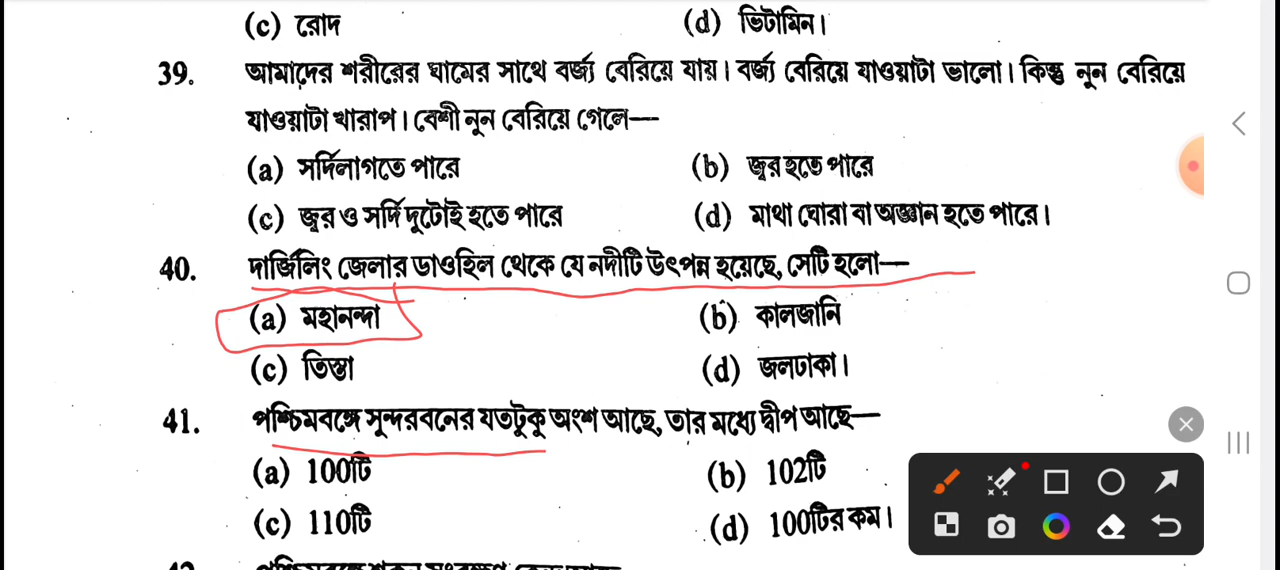 (c) রোদ (d) ভিটামিন।
39. আমাদের শরীরের ঘামের সাথে বর্জ্য বেরিয়ে যায়। বর্জ্য বেরিয়ে যাওয়াটা ভালো। কিন্তু নুন বেরিয়ে
যাওয়াটা খারাপ। বেশী নুন বেরিয়ে গেলে—
(a) সর্দিলাগতে পারে (b) জ্বর হতে পারে
(c) জ্বর ও সর্দি দুটোই হতে পারে (d) মাথা ঘোরা বা অজ্ঞান হতে পারে।
40. দার্জিলিং জেলার ডাওহিল থেকে যে নদীটি উৎপন্ন হয়েছে, সেটি হলো—
(a) মহানন্দা (b) কালজানি
(c) তিস্তা (d) জলঢাকা।
41. পশ্চিমবঙ্গে সুন্দরবনের যতটুকু অংশ আছে, তার মধ্যে দ্বীপ আছে—
(a) 100টি (b) 102টি
(c) 110টি (d) 100টির কম।